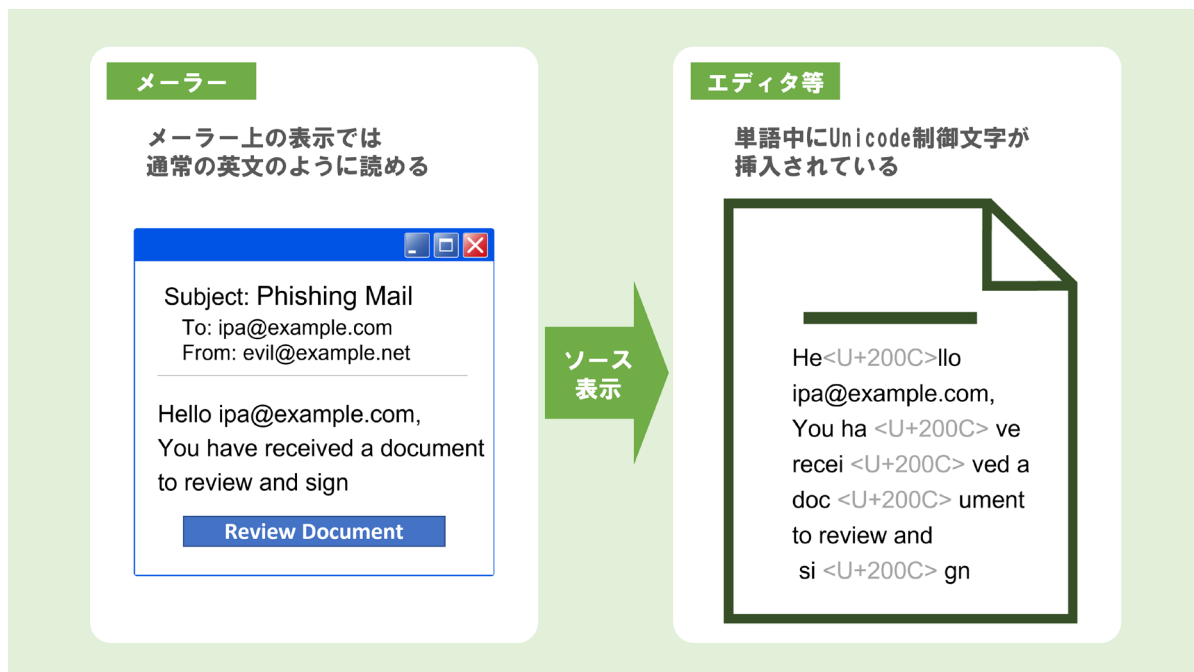 メーラー
メーラー上の表示では
通常の英文のように読める
Subject: Phishing Mail
To: ipa@example.com
From: evil@example.net
Hello ipa@example.com,
You have received a document
to review and sign
Review Document
ソース
表示
エディタ等
単語中にUnicode制御文字が
挿入されている
He<U+200C>llo
ipa@example.com,
You ha <U+200C> ve
recei <U+200C> ved a
doc <U+200C> ument
to review and
si <U+200C> gn